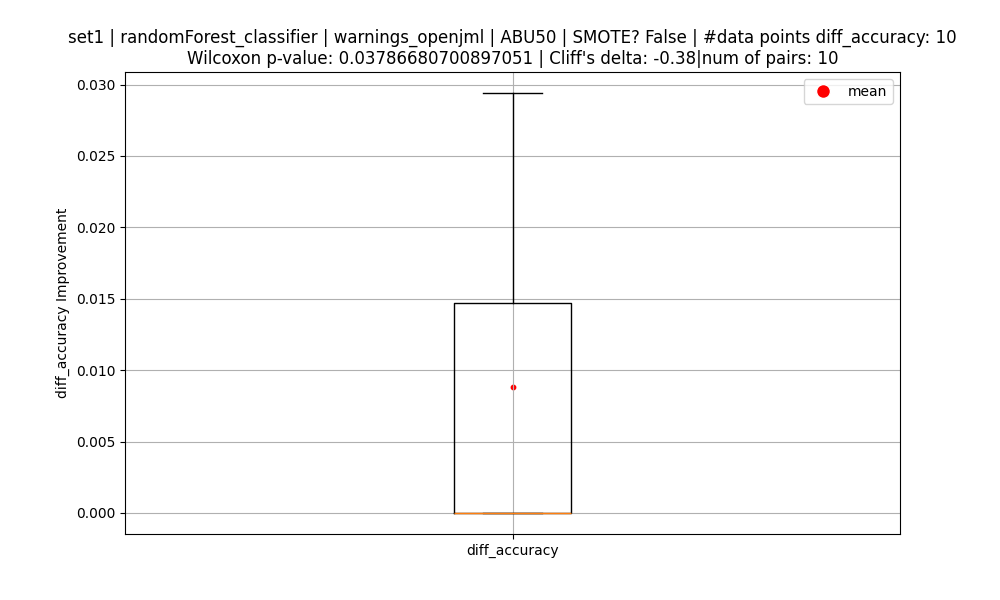 set1 | randomForest_classifier | warnings_openjml | ABU50 | SMOTE? False | #data points diff_accuracy: 10
Wilcoxon p-value: 0.03786680700897051 | Cliff's delta: -0.38|num of pairs: 10
mean
0.030
0.025
0.020
0.015
0.010
0.005
0.000
diff_accuracy Improvement
diff_accuracy